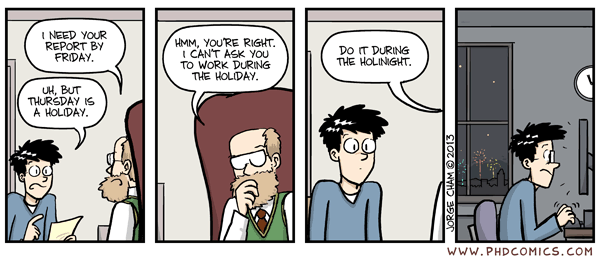 I NEED YOUR
REPORT BY
FRIDAY.
UH, BUT
THURSDAY IS
A HOLIDAY.
HMM, YOU'RE RIGHT.
I CAN'T ASK YOU
TO WORK DURING
THE HOLIDAY.
DO IT DURING
THE HOLINIGHT.
JORGE CHAM © 2013
WWW.PHDCOMICS.COM